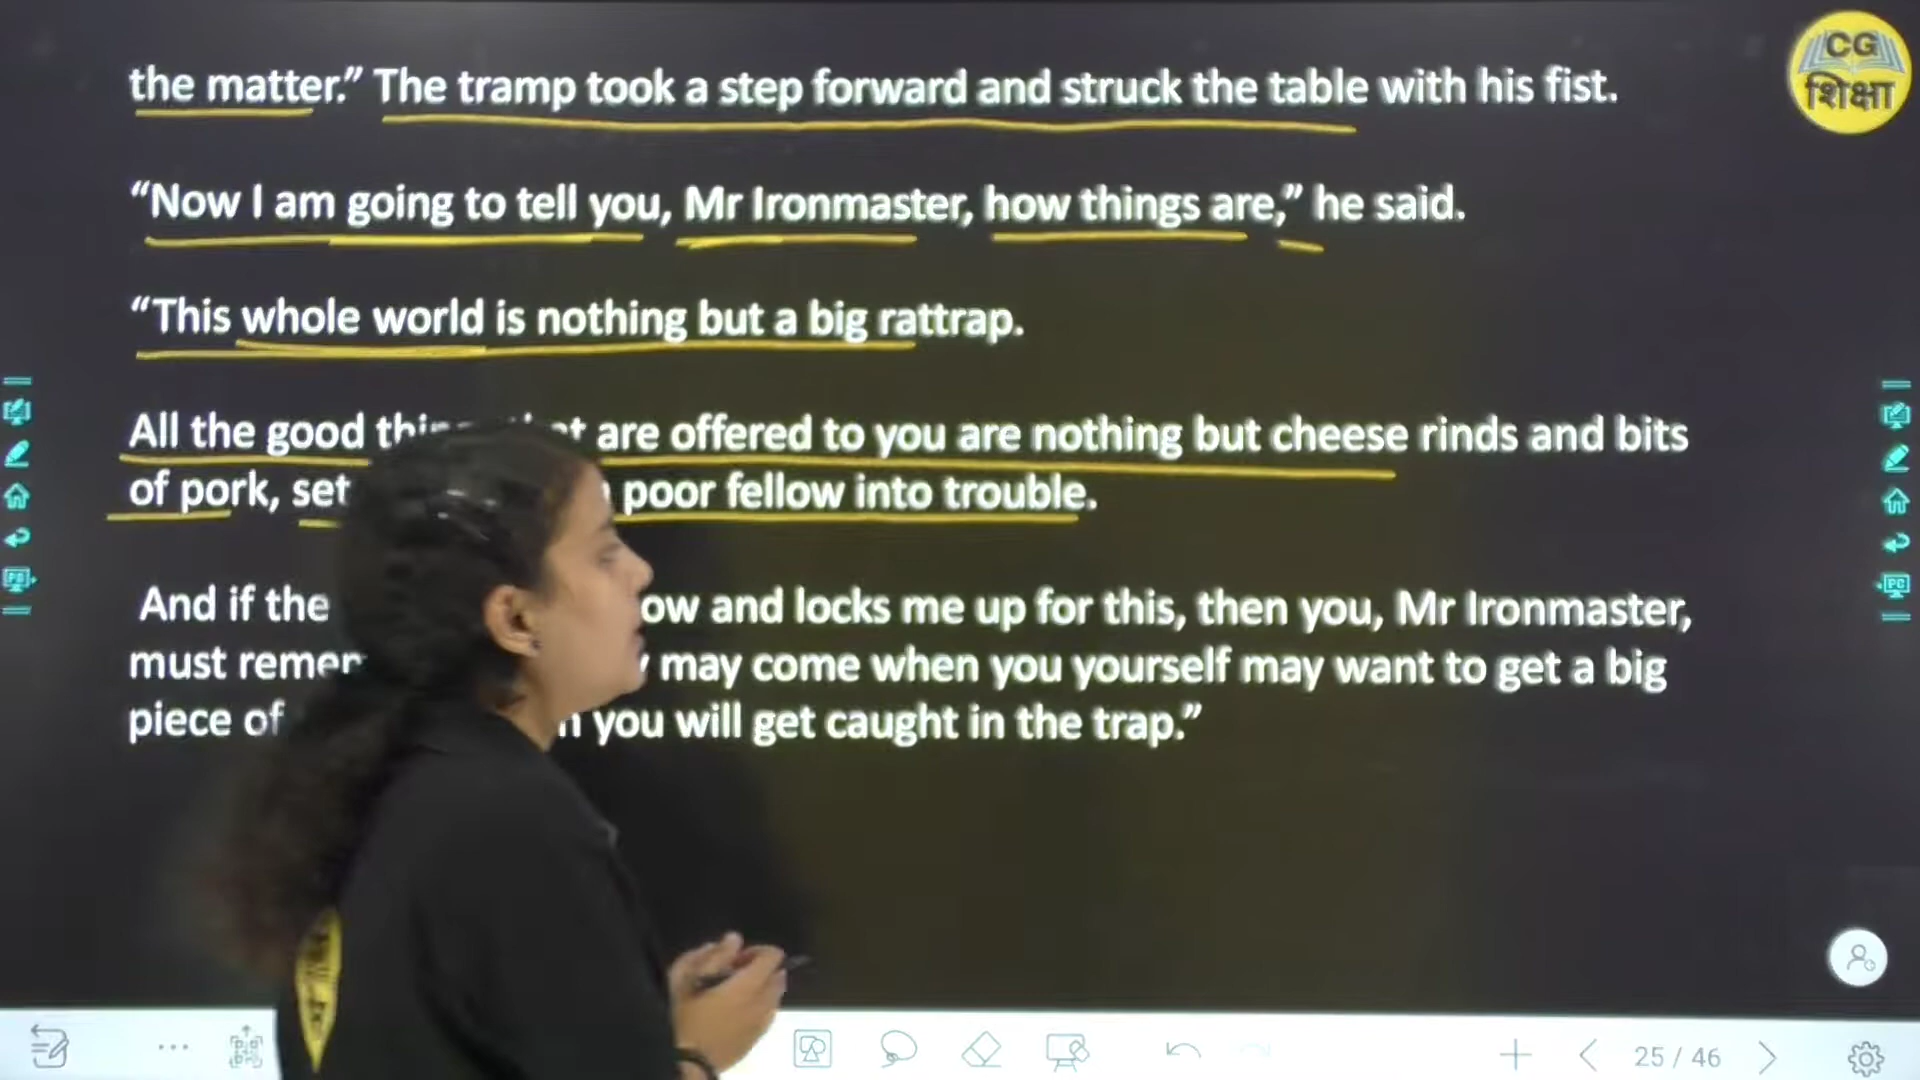 the matter.” The tramp took a step forward and struck the table with his fist.
“Now I am going to tell you, Mr Ironmaster, how things are,” he said.
“This whole world is nothing but a big rattrap.
All the good are offered to you are nothing but cheese rinds and bits
of pork, set poor fellow into trouble.
And if the and locks me up for this, then you, Mr Ironmaster,
must may come when you yourself may want to get a big
piece of you will get caught in the trap.”
CG
शिक्षा
25 / 46